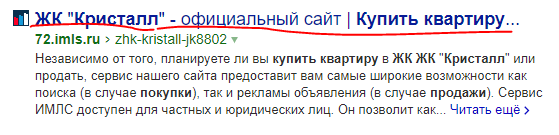 ЖК "Кристалл" - официальный сайт | Купить квартиру...
72.imls.ru › zhk-kristall-jk8802 ▾
Независимо от того, планируете ли вы купить квартиру в ЖК ЖК "Кристалл" или
продать, сервис нашего сайта предоставит вам самые широкие возможности как
поиска (в случае покупки), так и рекламы объявления (в случае продажи). Сервис
ИМЛС доступен для частных и юридических лиц. Он позволит как... Читать ещё >